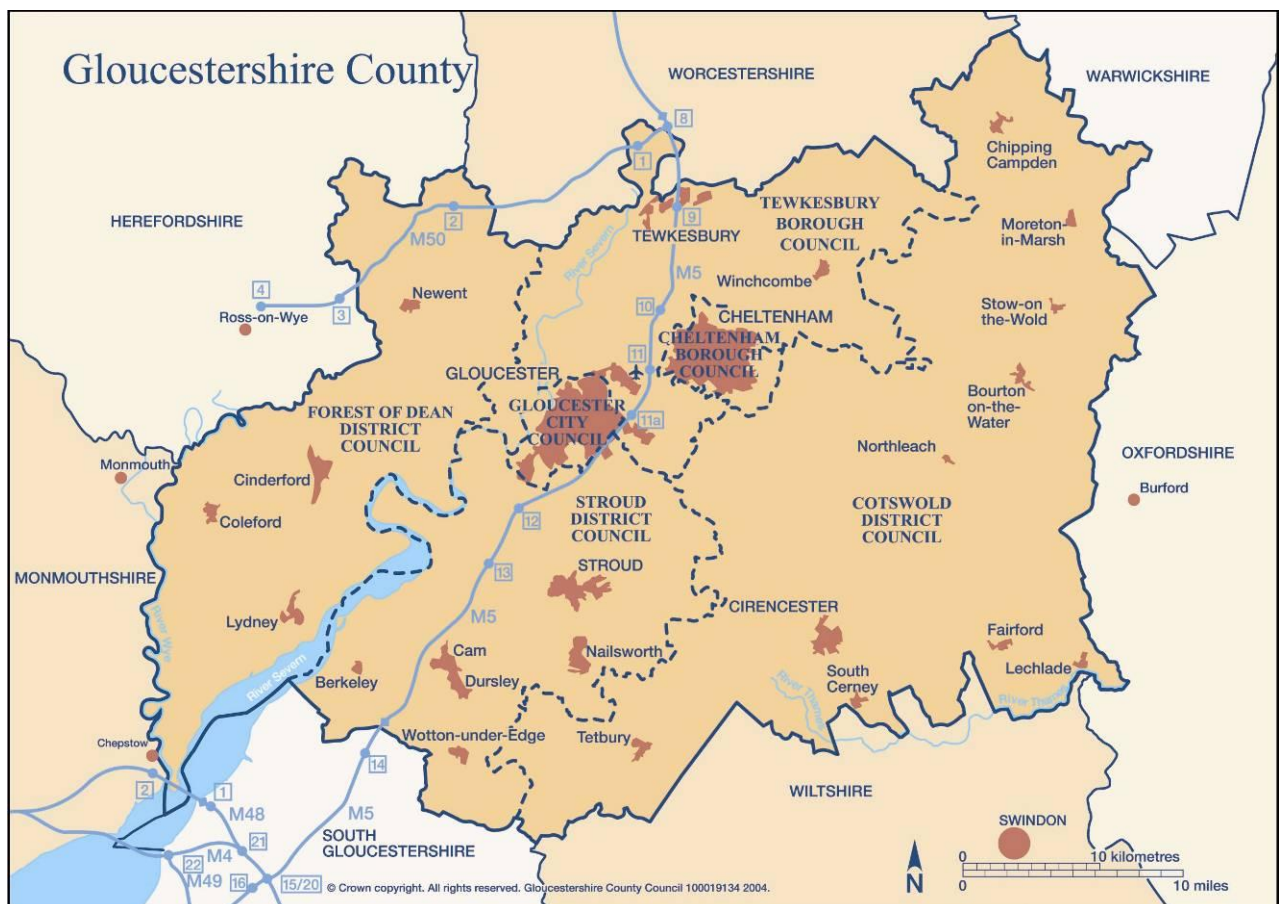 Gloucestershire County
WORCESTERSHIRE
WARWICKSHIRE
8
1
Chipping
Campden
HEREFORDSHIRE
2
M50
River Severn
9
TEWKESBURY
TEWKESBURY
BOROUGH
COUNCIL
Moreton-
in-Marsh
M5
Winchcombe
4
3
Newent
Ross-on-Wye
10
Stow-on
the-Wold
CHELTENHAM
CHELTENHAM
BOROUGH
COUNCIL
11
GLOUCESTER
GLOUCESTER
CITY
COUNCIL
11a
Bourton
on-the-
Water
FOREST OF DEAN
DISTRICT
COUNCIL
Northleach
OXFORDSHIRE
Monmouth
Cinderford
Burford
Coleford
12
STROUD
DISTRICT
COUNCIL
COTSWOLD
DISTRICT
COUNCIL
MONMOUTHSHIRE
13
STROUD
M5
CIRENCESTER
Lydney
River Wye
Fairford
Lechlade
Cam
Dursley
Nailsworth
Berkeley
River Severn
South
Cerney
River Thames
River Thames
Chepstow
Wotton-under-Edge
Tetbury
14
2
1
M48
WILTSHIRE
M5
SWINDON
SOUTH
GLOUCESTERSHIRE
21
M4
22
M49
16
15/20
N
0
10 kilometres
0
10 miles
© Crown copyright. All rights reserved. Gloucestershire County Council 100019134 2004.